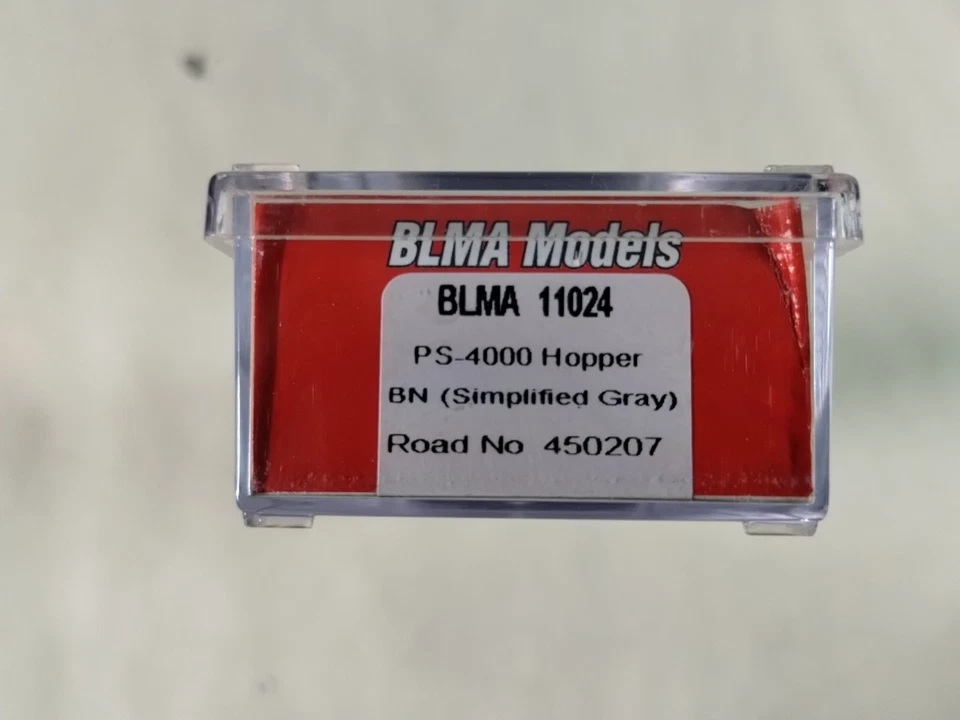 BLMA Models
BLMA 11024
PS-4000 Hopper
BN (Simplified Gray)
Road No 450207